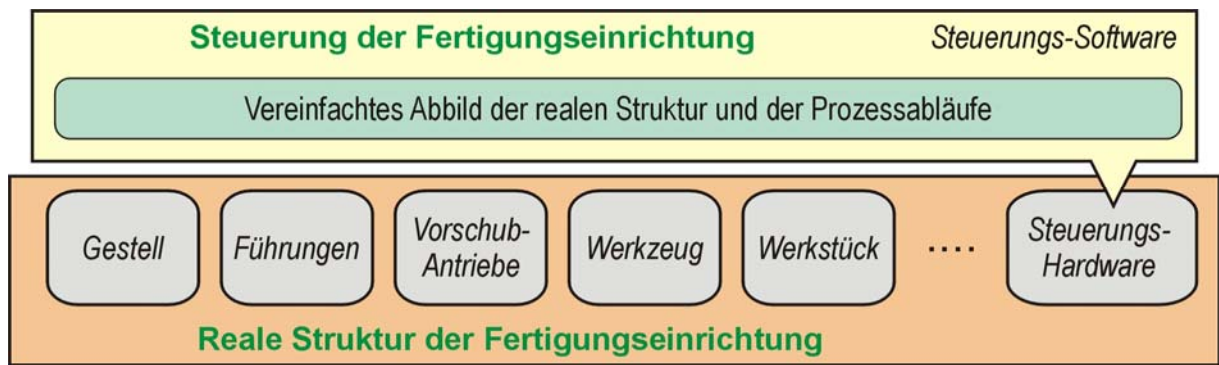 Steuerung der Fertigungseinrichtung
Steuerungs-Software
Vereinfachtes Abbild der realen Struktur und der Prozessabläufe
Gestell
Führungen
Vorschub-
Antriebe
Werkzeug
Werkstück
....
Steuerungs-
Hardware
Reale Struktur der Fertigungseinrichtung